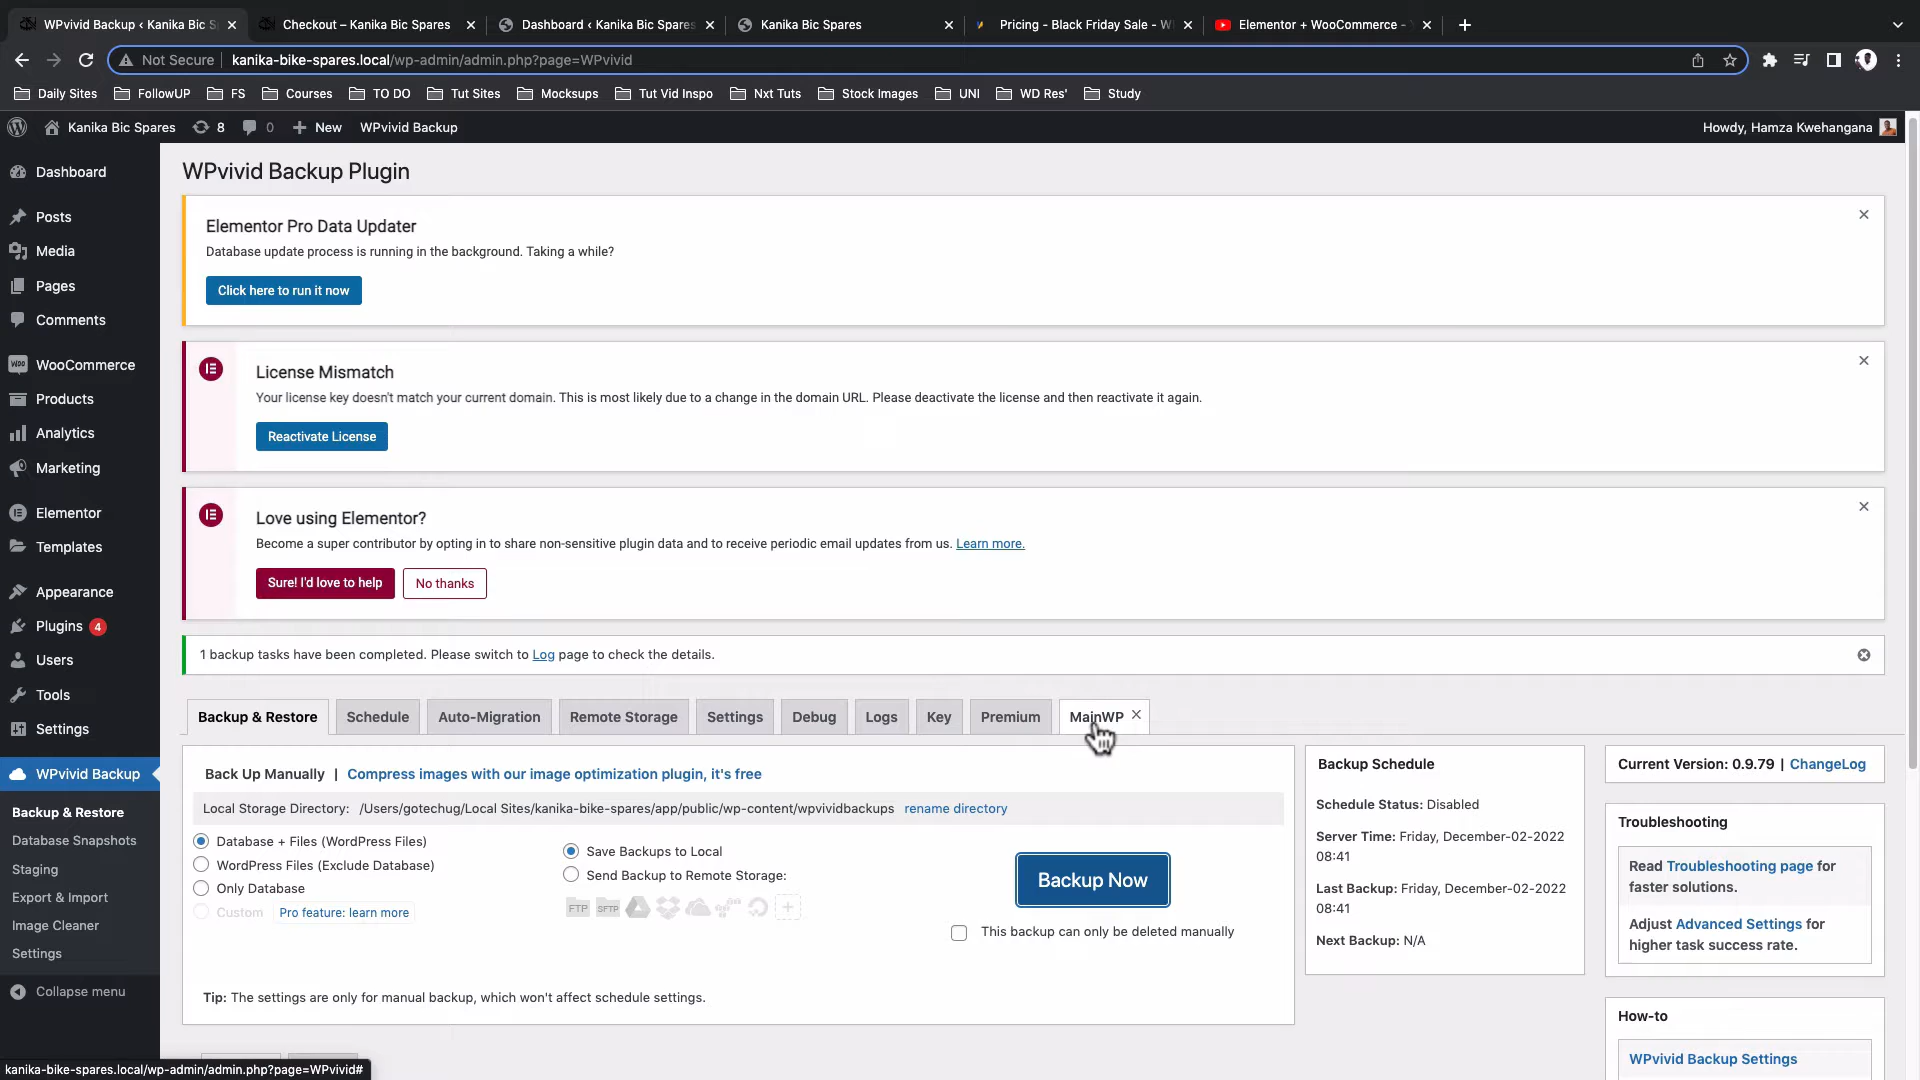 WPvivid Backup ‹ Kanika Bic S
Checkout – Kanika Bic Spares
Dashboard ‹ Kanika Bic Spares
Kanika Bic Spares
Pricing - Black Friday Sale - W
Elementor + WooCommerce -
Not Secure
kanika-bike-spares.local/wp-admin/admin.php?page=WPvivid
Daily Sites
FollowUP
FS
Courses
TO DO
Tut Sites
Mocksups
Tut Vid Inspo
Nxt Tuts
Stock Images
UNI
WD Res'
Study
Kanika Bic Spares
8
0
New
WPvivid Backup
Howdy, Hamza Kwehangana
Dashboard
Posts
Media
Pages
Comments
WooCommerce
Products
Analytics
Marketing
Elementor
Templates
Appearance
Plugins 4
Users
Tools
Settings
WPvivid Backup
Backup & Restore
Database Snapshots
Staging
Export & Import
Image Cleaner
Settings
Collapse menu
WPvivid Backup Plugin
Elementor Pro Data Updater
Database update process is running in the background. Taking a while?
Click here to run it now
License Mismatch
Your license key doesn't match your current domain. This is most likely due to a change in the domain URL. Please deactivate the license and then reactivate it again.
Reactivate License
Love using Elementor?
Become a super contributor by opting in to share non-sensitive plugin data and to receive periodic email updates from us. Learn more.
Sure! I'd love to help
No thanks
1 backup tasks have been completed. Please switch to Log page to check the details.
Backup & Restore
Schedule
Auto-Migration
Remote Storage
Settings
Debug
Logs
Key
Premium
MainWP
Back Up Manually | Compress images with our image optimization plugin, it's free
Local Storage Directory: /Users/gotechug/Local Sites/kanika-bike-spares/app/public/wp-content/wpvividbackups rename directory
Database + Files (WordPress Files)
WordPress Files (Exclude Database)
Only Database
Custom
Pro feature: learn more
Save Backups to Local
Send Backup to Remote Storage:
FTP
SFTP
Backup Now
This backup can only be deleted manually
Tip: The settings are only for manual backup, which won't affect schedule settings.
Backup Schedule
Schedule Status: Disabled
Server Time: Friday, December-02-2022
08:41
Last Backup: Friday, December-02-2022
08:41
Next Backup: N/A
Current Version: 0.9.79 | ChangeLog
Troubleshooting
Read Troubleshooting page for
faster solutions.
Adjust Advanced Settings for
higher task success rate.
How-to
WPvivid Backup Settings
kanika-bike-spares.local/wp-admin/admin.php?page=WPvivid#